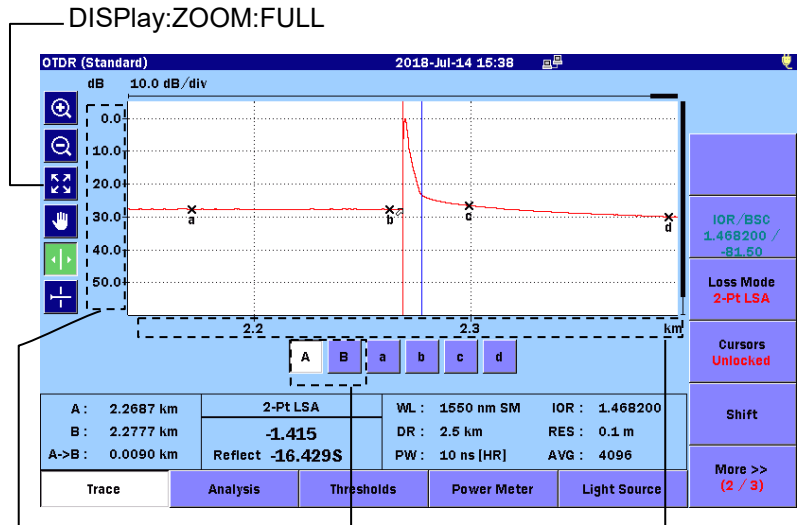 DISPlay:ZOOM:FULL
OTDR (Standard) 2018-Jul-14 15:38
dB 10.0 dB/div
0.0
10.0
20.0
30.0
40.0
50.0
a b c d
2.2 2.3 km
A B a b c d
IOR/BSC
1.468200 /
-81.50
Loss Mode
2-Pt LSA
Cursors
Unlocked
Shift
More >>
(2 / 3)
A : 2.2687 km
B : 2.2777 km
A->B : 0.0090 km
2-Pt LSA
-1.415
Reflect -16.429S
WL : 1550 nm SM IOR : 1.468200
DR : 2.5 km RES : 0.1 m
PW : 10 ns [HR] AVG : 4096
Trace Analysis Thresholds Power Meter Light Source